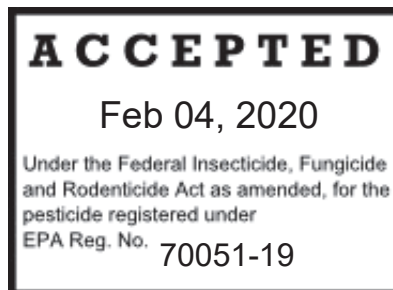 ACCEPTED
Feb 04, 2020
Under the Federal Insecticide, Fungicide
and Rodenticide Act as amended, for the
pesticide registered under
EPA Reg. No. 70051-19